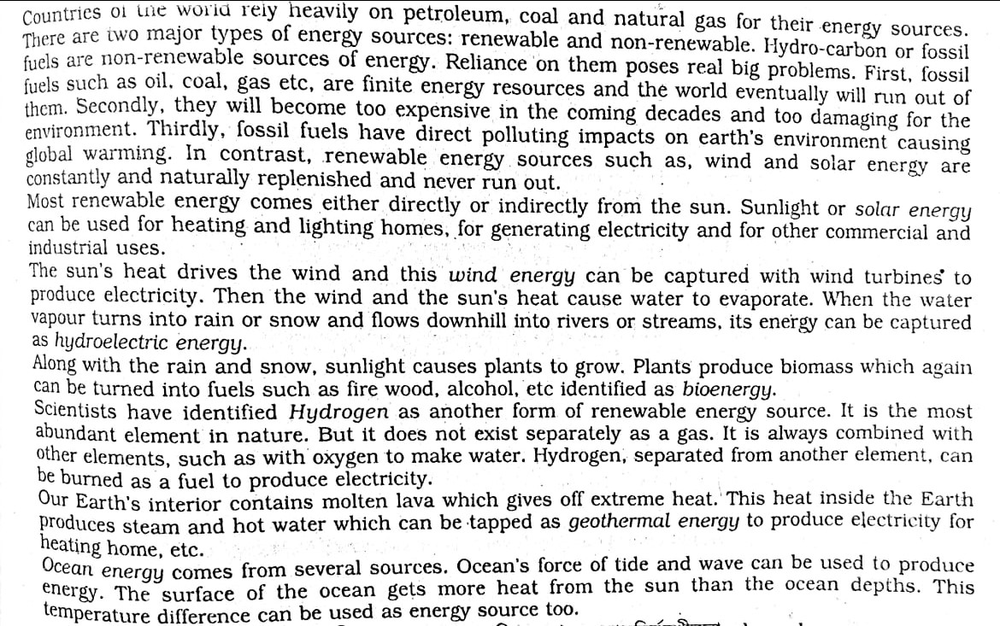 Countries of the world rely heavily on petroleum, coal and natural gas for their energy sources.
There are two major types of energy sources: renewable and non-renewable. Hydro-carbon or fossil
fuels are non-renewable sources of energy. Reliance on them poses real big problems. First, fossil
fuels such as oil, coal, gas etc, are finite energy resources and the world eventually will run out of
them. Secondly, they will become too expensive in the coming decades and too damaging for the
environment. Thirdly, fossil fuels have direct polluting impacts on earth's environment causing
global warming. In contrast, renewable energy sources such as, wind and solar energy are
constantly and naturally replenished and never run out.
Most renewable energy comes either directly or indirectly from the sun. Sunlight or solar energy
can be used for heating and lighting homes, for generating electricity and for other commercial and
industrial uses.
The sun's heat drives the wind and this wind energy can be captured with wind turbines to
produce electricity. Then the wind and the sun's heat cause water to evaporate. When the water
vapour turns into rain or snow and flows downhill into rivers or streams, its energy can be captured
as hydroelectric energy.
Along with the rain and snow, sunlight causes plants to grow. Plants produce biomass which again
can be turned into fuels such as fire wood, alcohol, etc identified as bioenergy.
Scientists have identified Hydrogen as another form of renewable energy source. It is the most
abundant element in nature. But it does not exist separately as a gas. It is always combined with
other elements, such as with oxygen to make water. Hydrogen, separated from another element, can
be burned as a fuel to produce electricity.
Our Earth's interior contains molten lava which gives off extreme heat. This heat inside the Earth
produces steam and hot water which can be tapped as geothermal energy to produce electricity for
heating home, etc.
Ocean energy comes from several sources. Ocean's force of tide and wave can be used to produce
energy. The surface of the ocean gets more heat from the sun than the ocean depths. This
temperature difference can be used as energy source too.